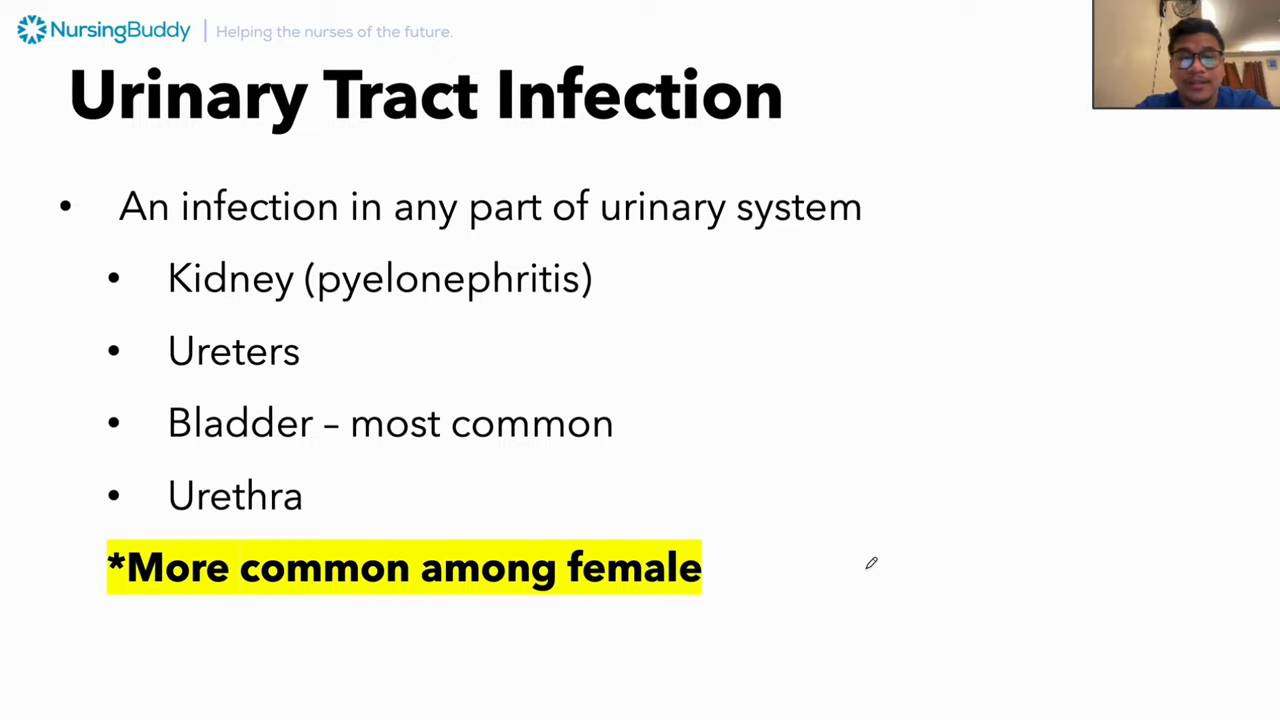 NursingBuddy | Helping the nurses of the future.
Urinary Tract Infection
• An infection in any part of urinary system
• Kidney (pyelonephritis)
• Ureters
• Bladder – most common
• Urethra
*More common among female